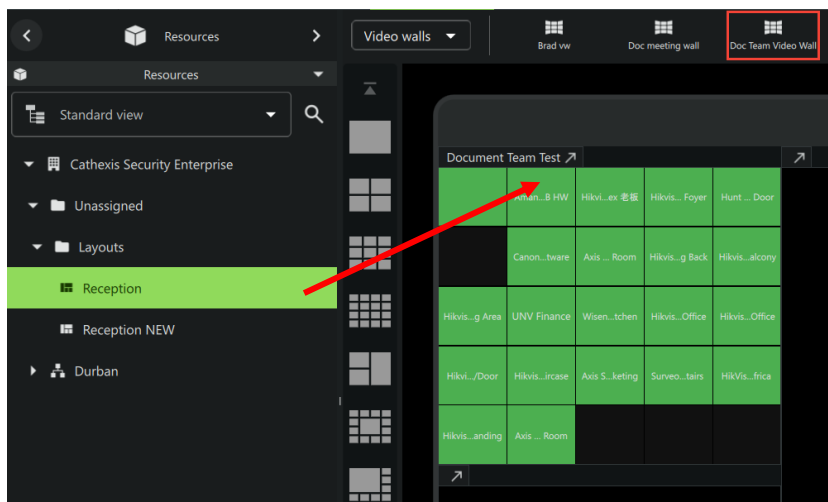 Resources
Resources
Standard view
Cathexis Security Enterprise
Unassigned
Layouts
Reception
Reception NEW
Durban
Video walls
Brad vw
Doc meeting wall
Doc Team Video Wall
Document Team Test
Aman...B HW
Hikvi...ex 老板
Hikvis... Foyer
Hunt ... Door
Canon...tware
Axis ... Room
Hikvis...g Back
Hikvis...alcony
Hikvis...g Area
UNV Finance
Wisen...tchen
Hikvis...Office
Hikvis...Office
Hikvi.../Door
Hikvis...ircase
Axis S...keting
Surveo...tairs
HikVis...frica
Hikvis...anding
Axis ... Room